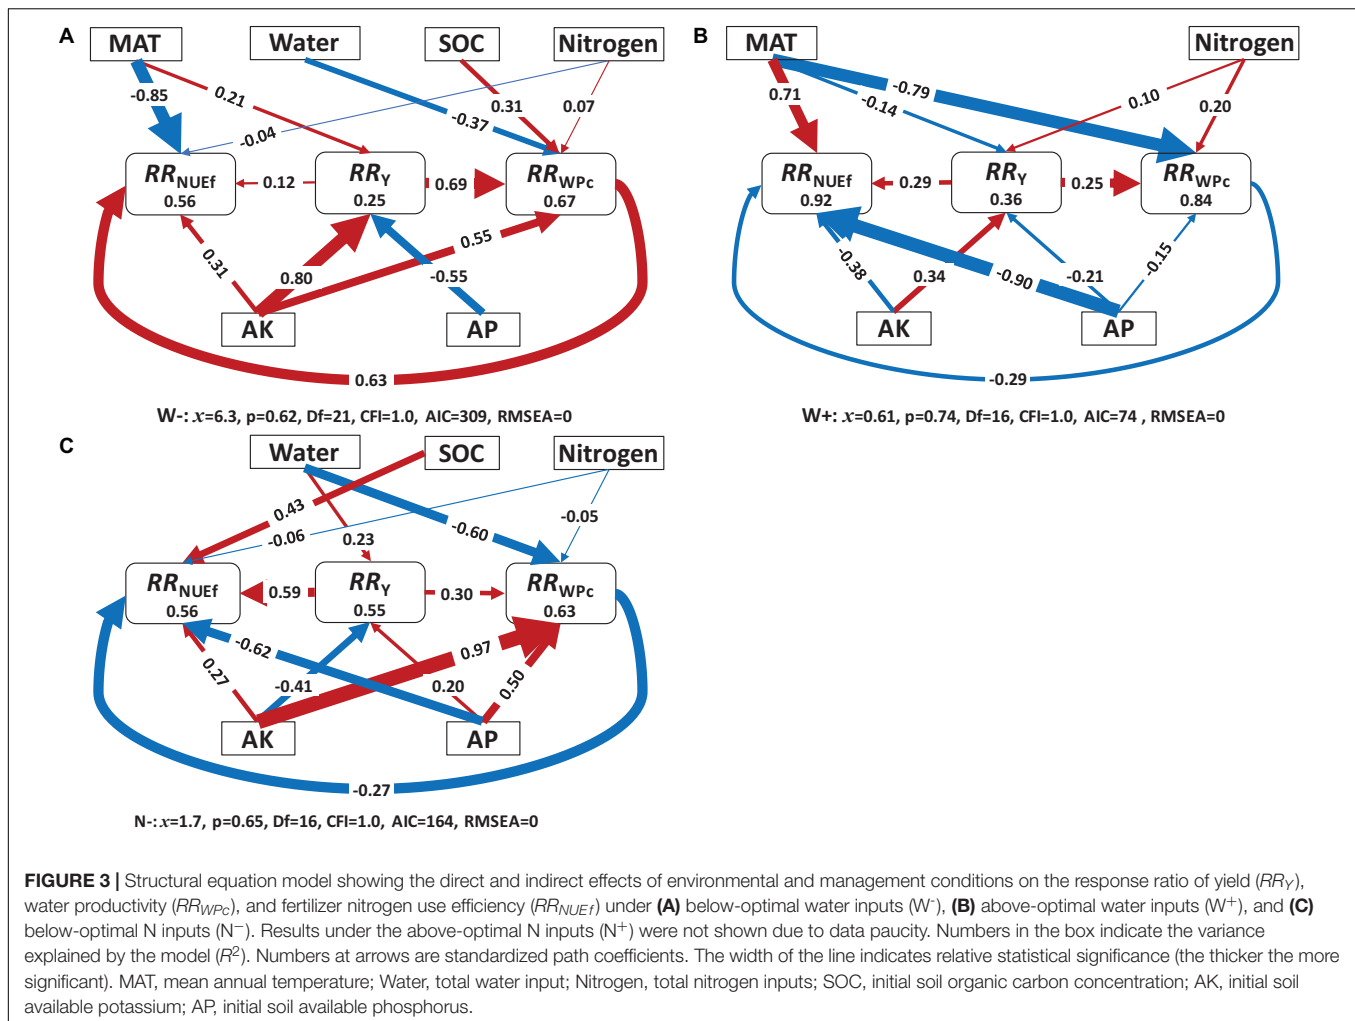 A
MAT
Water
SOC
Nitrogen
-0.85
0.21
-0.04
-0.37
0.31
0.07
RR_NUEf
0.56
0.12
RR_Y
0.25
0.69
RR_WPc
0.67
0.31
0.80
-0.55
0.55
AK
AP
0.63
W-: x=6.3, p=0.62, Df=21, CFI=1.0, AIC=309, RMSEA=0
B
MAT
Nitrogen
0.71
-0.14
-0.79
0.10
0.20
RR_NUEf
0.92
0.29
RR_Y
0.36
0.25
RR_WPc
0.84
-0.38
0.34
-0.90
-0.21
-0.15
AK
AP
-0.29
W+: x=0.61, p=0.74, Df=16, CFI=1.0, AIC=74 , RMSEA=0
C
Water
SOC
Nitrogen
0.43
-0.06
0.23
-0.60
-0.05
RR_NUEf
0.56
0.59
RR_Y
0.55
0.30
RR_WPc
0.63
0.27
-0.62
-0.41
0.20
0.97
0.50
AK
AP
-0.27
N-: x=1.7, p=0.65, Df=16, CFI=1.0, AIC=164, RMSEA=0
FIGURE 3 | Structural equation model showing the direct and indirect effects of environmental and management conditions on the response ratio of yield (RR_Y),
water productivity (RR_WPc), and fertilizer nitrogen use efficiency (RR_NUEf) under (A) below-optimal water inputs (W⁻), (B) above-optimal water inputs (W⁺), and (C)
below-optimal N inputs (N⁻). Results under the above-optimal N inputs (N⁺) were not shown due to data paucity. Numbers in the box indicate the variance
explained by the model (R²). Numbers at arrows are standardized path coefficients. The width of the line indicates relative statistical significance (the thicker the more
significant). MAT, mean annual temperature; Water, total water input; Nitrogen, total nitrogen inputs; SOC, initial soil organic carbon concentration; AK, initial soil
available potassium; AP, initial soil available phosphorus.